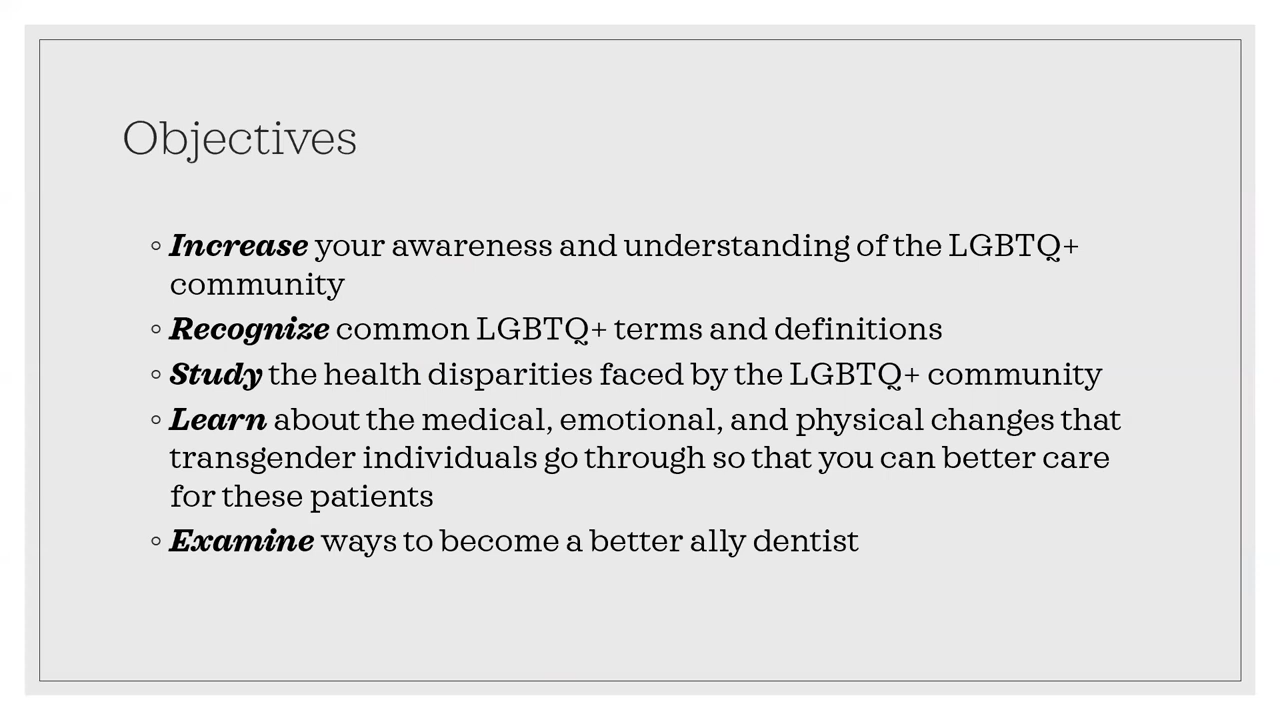 Objectives
◦ Increase your awareness and understanding of the LGBTQ+
community
◦ Recognize common LGBTQ+ terms and definitions
◦ Study the health disparities faced by the LGBTQ+ community
◦ Learn about the medical, emotional, and physical changes that
transgender individuals go through so that you can better care
for these patients
◦ Examine ways to become a better ally dentist